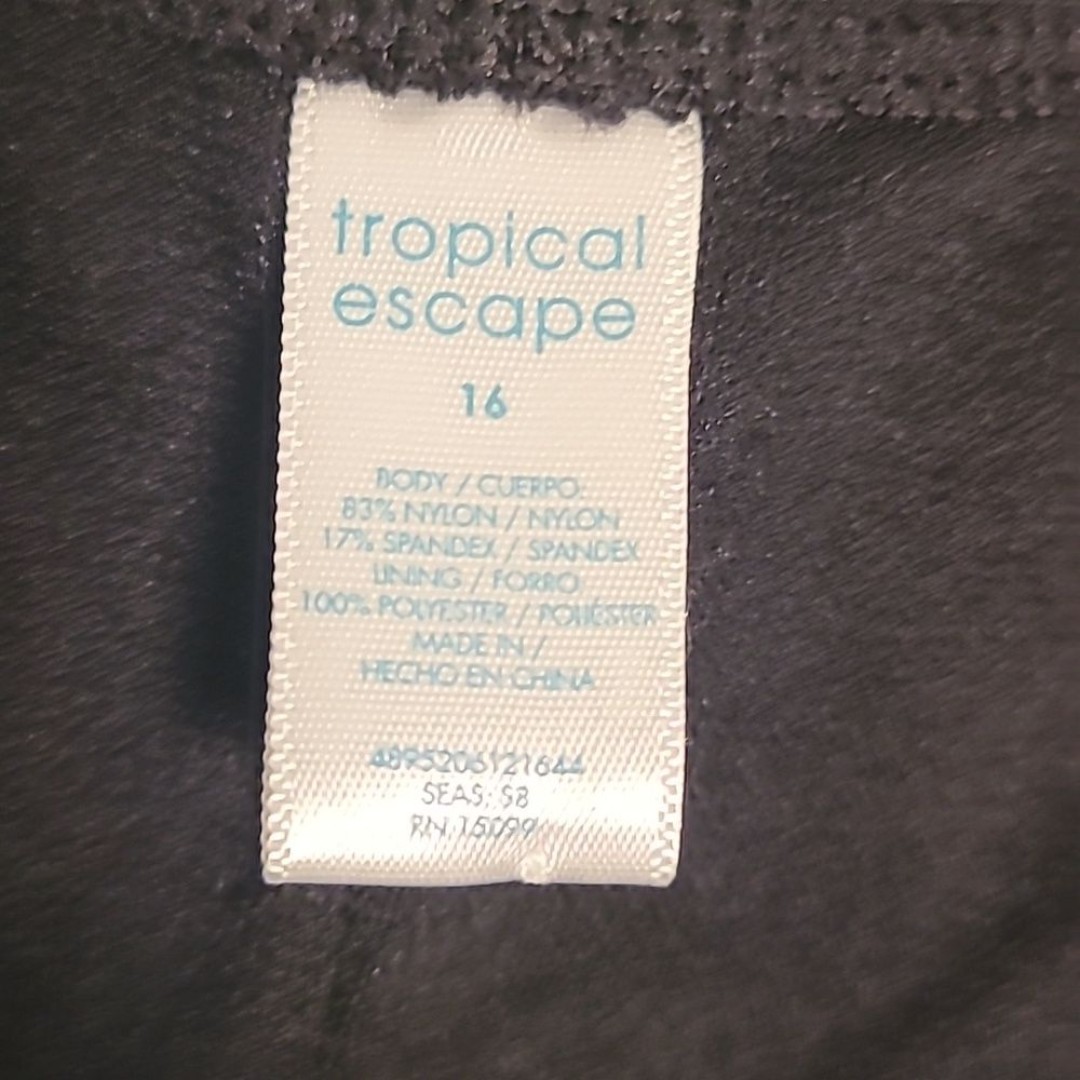 tropical
escape
16
BODY / CUERPO:
83% NYLON / NYLON
17% SPANDEX / SPANDEX
LINING / FORRO
100% POLYESTER / POLIÉSTER
MADE IN /
HECHO EN CHINA
4895206121644
SEAS: S8
RN 15099